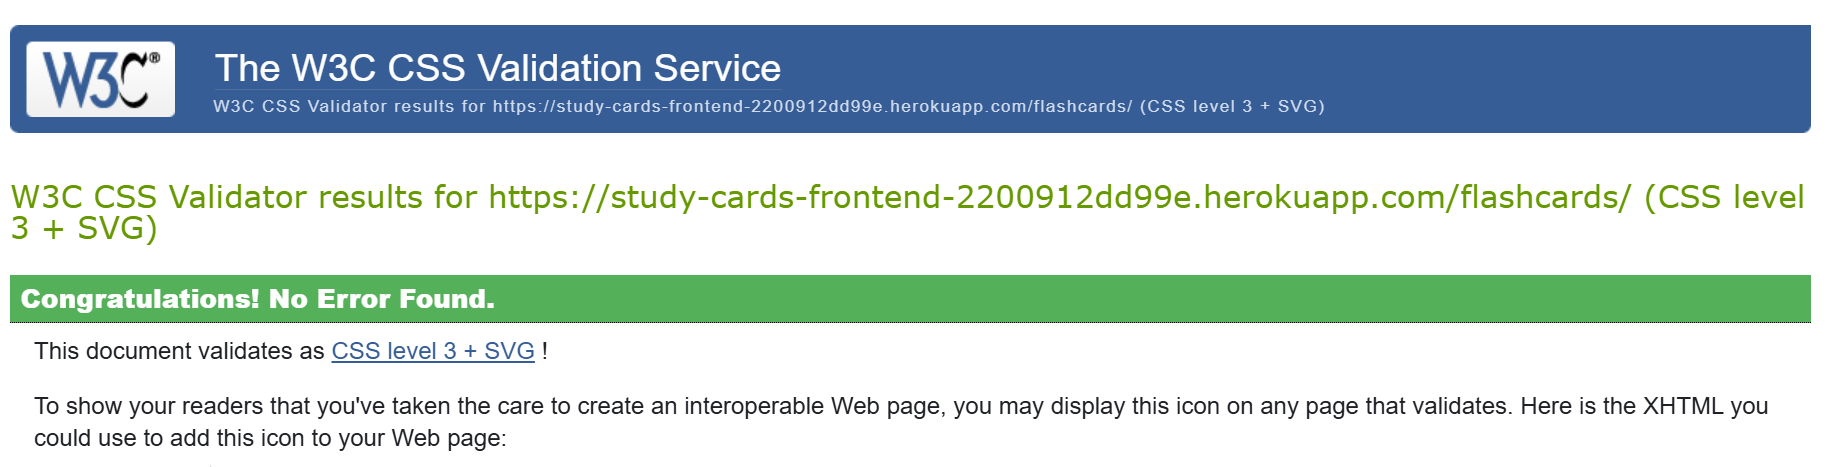 W3C®
The W3C CSS Validation Service
W3C CSS Validator results for https://study-cards-frontend-2200912dd99e.herokuapp.com/flashcards/ (CSS level 3 + SVG)
W3C CSS Validator results for https://study-cards-frontend-2200912dd99e.herokuapp.com/flashcards/ (CSS level
3 + SVG)
Congratulations! No Error Found.
This document validates as CSS level 3 + SVG !
To show your readers that you've taken the care to create an interoperable Web page, you may display this icon on any page that validates. Here is the XHTML you
could use to add this icon to your Web page: